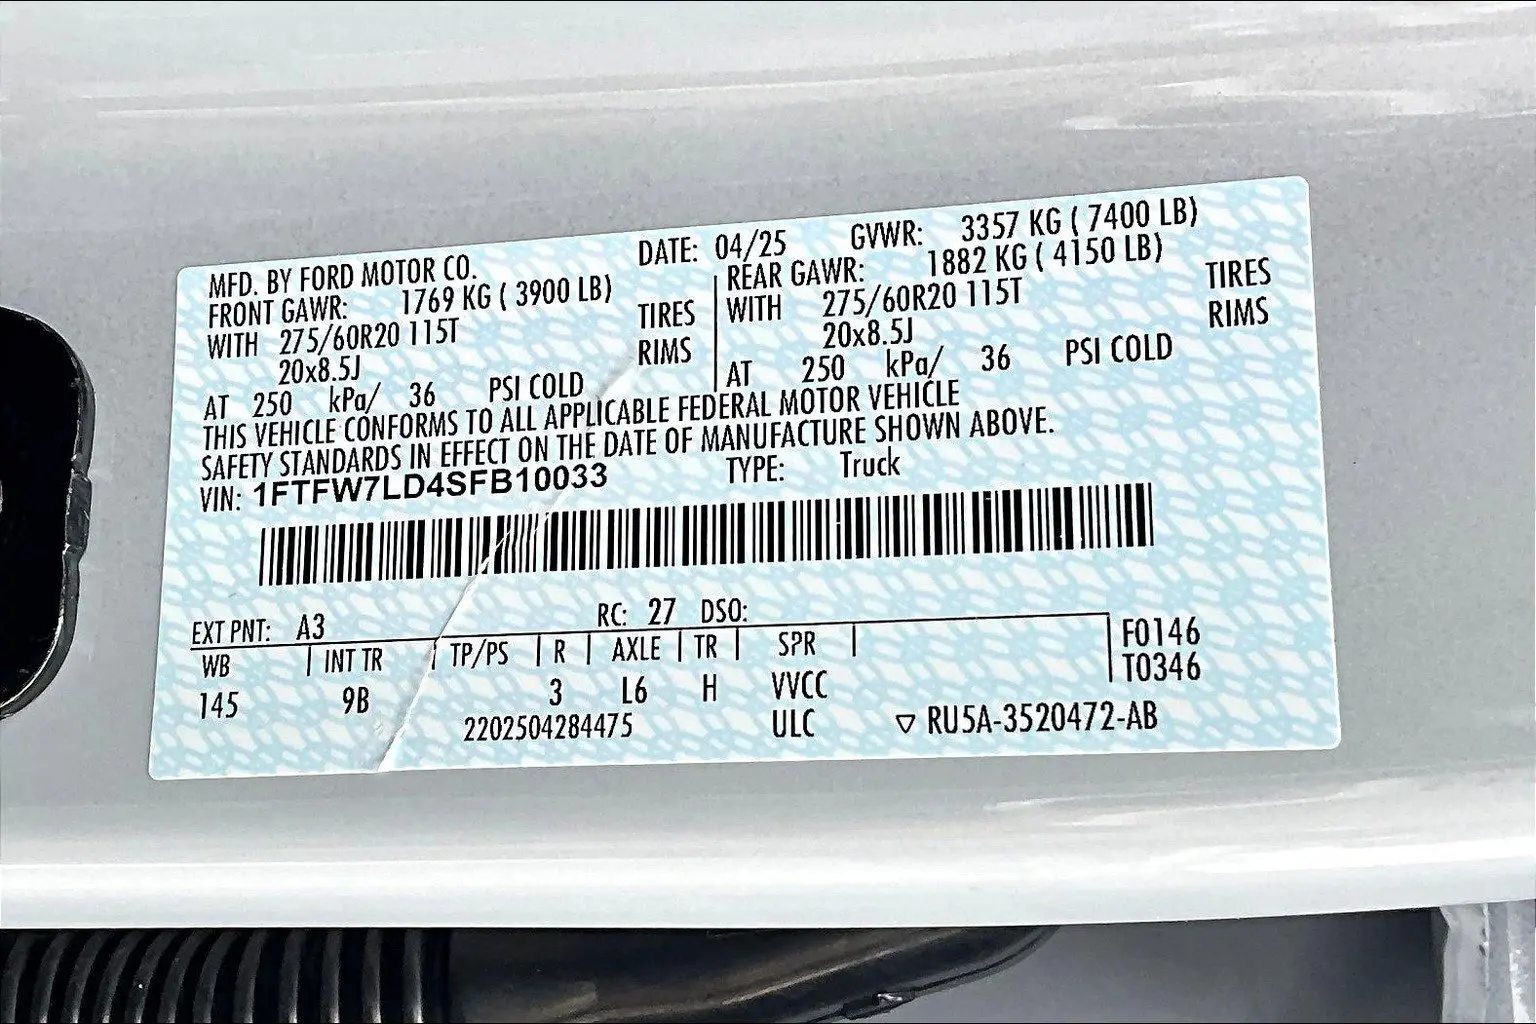 MFD. BY FORD MOTOR CO. DATE: 04/25 GVWR: 3357 KG ( 7400 LB)
FRONT GAWR: 1769 KG ( 3900 LB) REAR GAWR: 1882 KG ( 4150 LB)
WITH 275/60R20 115T TIRES WITH 275/60R20 115T TIRES
20x8.5J RIMS 20x8.5J RIMS
AT 250 kPa/ 36 PSI COLD AT 250 kPa/ 36 PSI COLD
THIS VEHICLE CONFORMS TO ALL APPLICABLE FEDERAL MOTOR VEHICLE
SAFETY STANDARDS IN EFFECT ON THE DATE OF MANUFACTURE SHOWN ABOVE.
VIN: 1FTFW7LD4SFB10033 TYPE: Truck
EXT PNT: A3 RC: 27 DSO:
WB INT TR TP/PS R AXLE TR SPR F0146
145 9B 3 L6 H VVCC T0346
2202504284475 ULC ▽ RU5A-3520472-AB